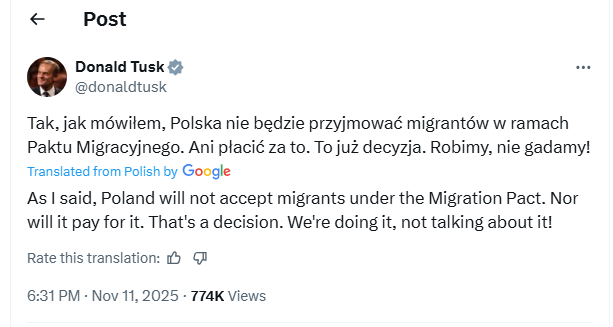 ← Post
Donald Tusk
@donaldtusk
Tak, jak mówiłem, Polska nie będzie przyjmować migrantów w ramach
Paktu Migracyjnego. Ani płacić za to. To już decyzja. Robimy, nie gadamy!
Translated from Polish by Google
As I said, Poland will not accept migrants under the Migration Pact. Nor
will it pay for it. That's a decision. We're doing it, not talking about it!
Rate this translation:
6:31 PM · Nov 11, 2025 · 774K Views